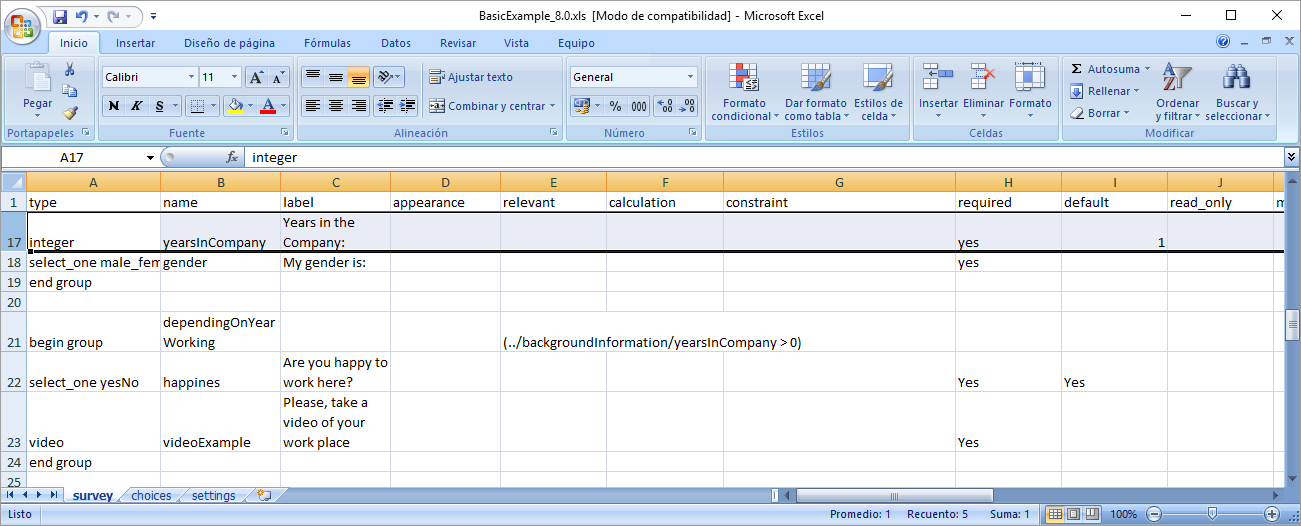 BasicExample_8.0.xls [Modo de compatibilidad] - Microsoft Excel
Inicio Insertar Diseño de página Fórmulas Datos Revisar Vista Equipo
Pegar
Portapapeles
Calibri 11
N K S
Fuente
Ajustar texto
Combinar y centrar
Alineación
General
% 000
Número
Formato condicional
Dar formato como tabla
Estilos de celda
Estilos
Insertar Eliminar Formato
Celdas
Autosuma
Rellenar
Borrar
Ordenar y filtrar
Buscar y seleccionar
Modificar
A17 fx integer
A B C D E F G H I J
1 type name label appearance relevant calculation constraint required default read_only m
Years in the
17 integer yearsInCompany Company: yes 1
18 select_one male_fem gender My gender is: yes
19 end group
20
dependingOnYear
21 begin group Working (../backgroundInformation/yearsInCompany > 0)
Are you happy to
22 select_one yesNo happines work here? Yes Yes
Please, take a
video of your
23 video videoExample work place Yes
24 end group
25
survey choices settings
Listo Promedio: 1 Recuento: 5 Suma: 1 100%